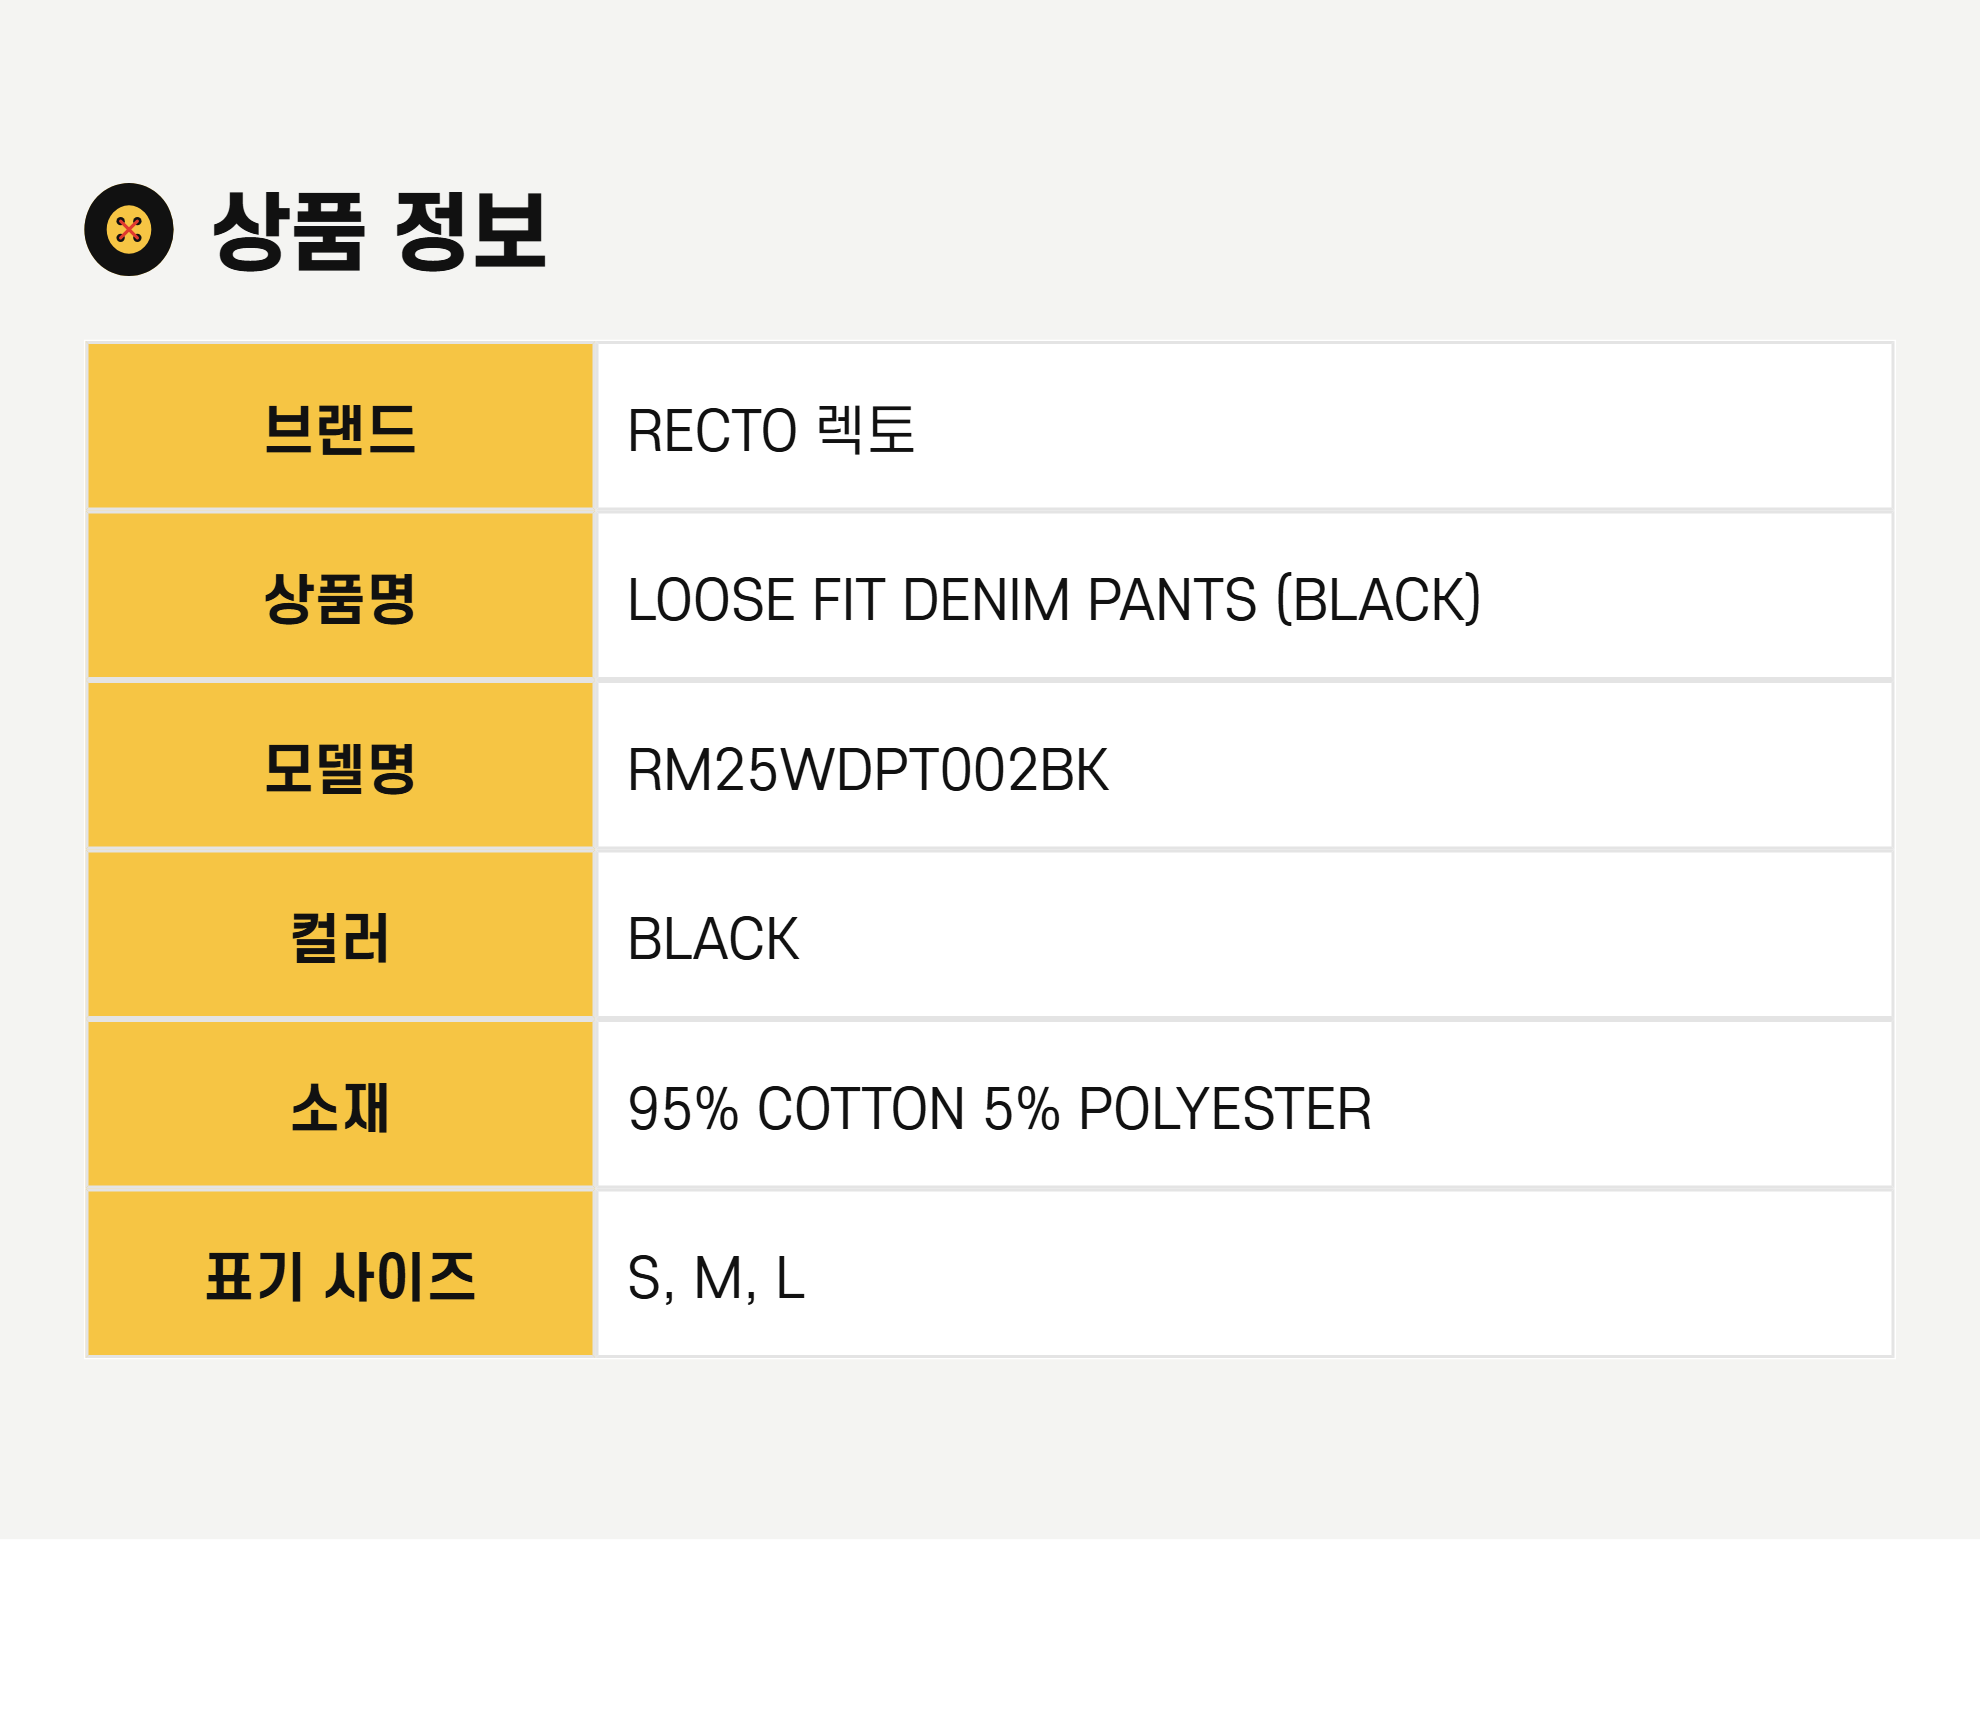 상품 정보
브랜드 RECTO 렉토
상품명 LOOSE FIT DENIM PANTS (BLACK)
모델명 RM25WDPT002BK
컬러 BLACK
소재 95% COTTON 5% POLYESTER
표기 사이즈 S, M, L